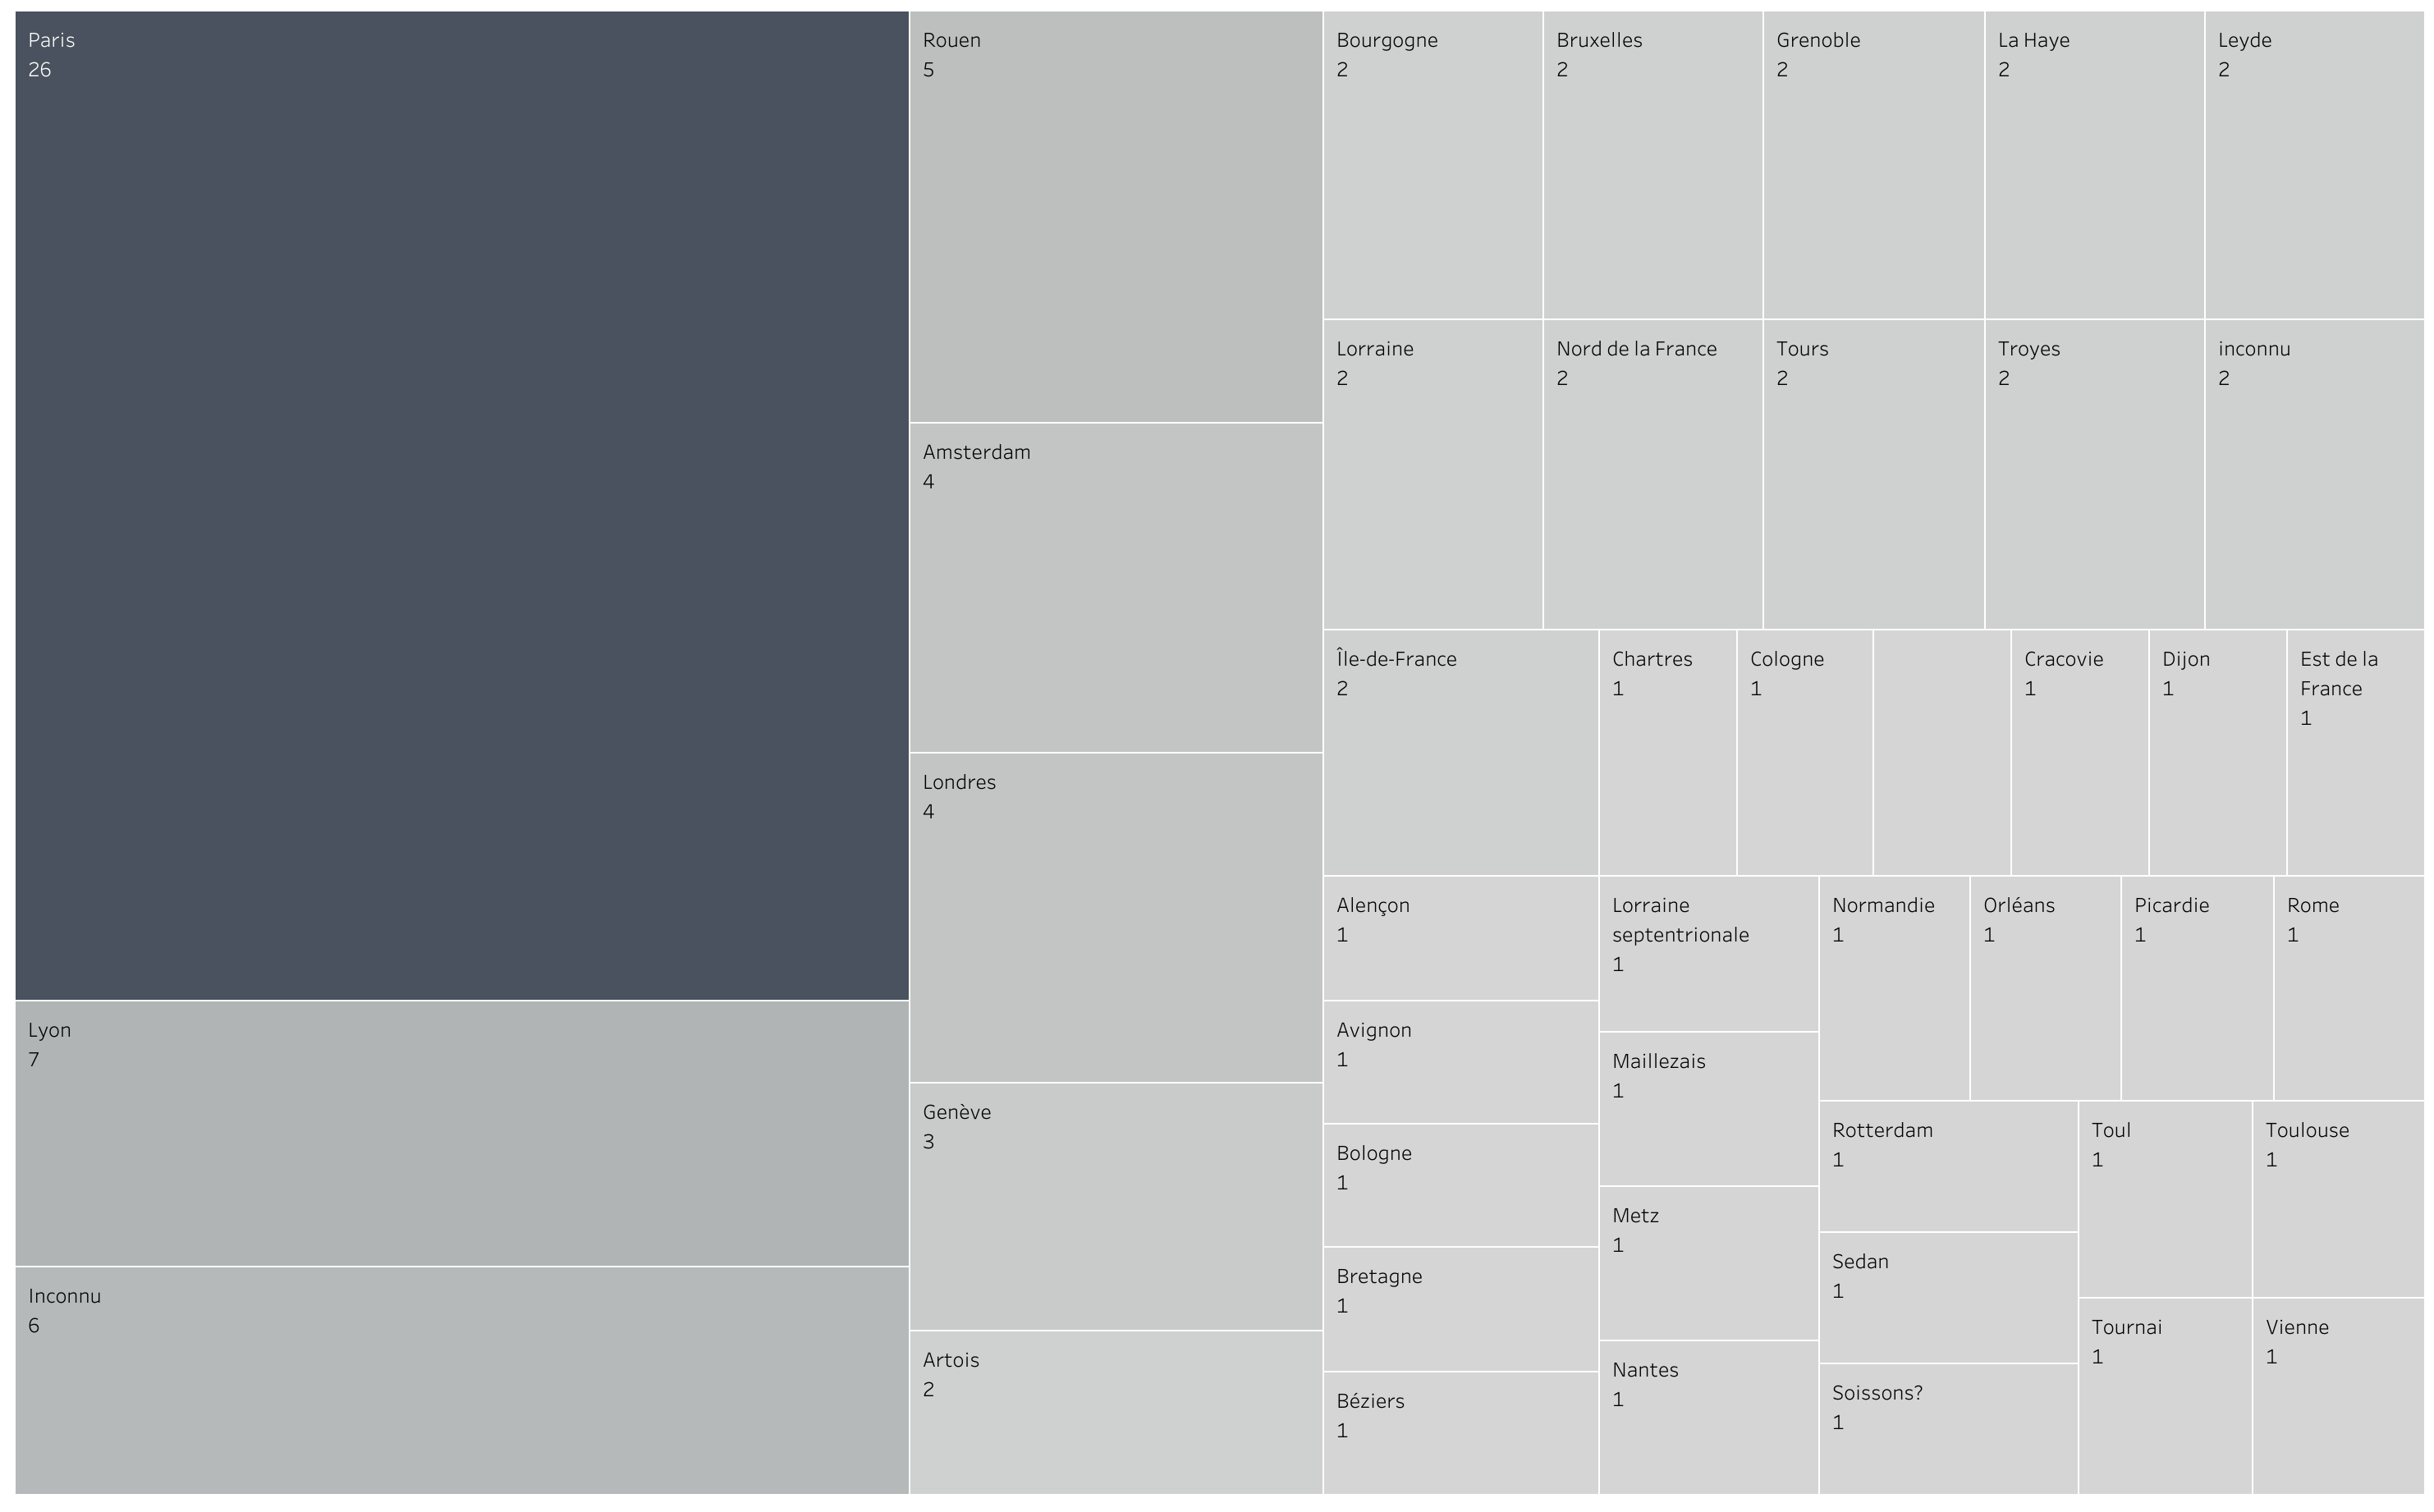 Paris
26
Lyon
7
Inconnu
6
Rouen
5
Amsterdam
4
Londres
4
Genève
3
Artois
2
Bourgogne
2
Bruxelles
2
Grenoble
2
La Haye
2
Leyde
2
Lorraine
2
Nord de la France
2
Tours
2
Troyes
2
inconnu
2
Île-de-France
2
Chartres
1
Cologne
1
Cracovie
1
Dijon
1
Est de la
France
1
Alençon
1
Avignon
1
Bologne
1
Bretagne
1
Béziers
1
Lorraine
septentrionale
1
Maillezais
1
Metz
1
Nantes
1
Normandie
1
Orléans
1
Picardie
1
Rome
1
Rotterdam
1
Sedan
1
Soissons?
1
Toul
1
Toulouse
1
Tournai
1
Vienne
1